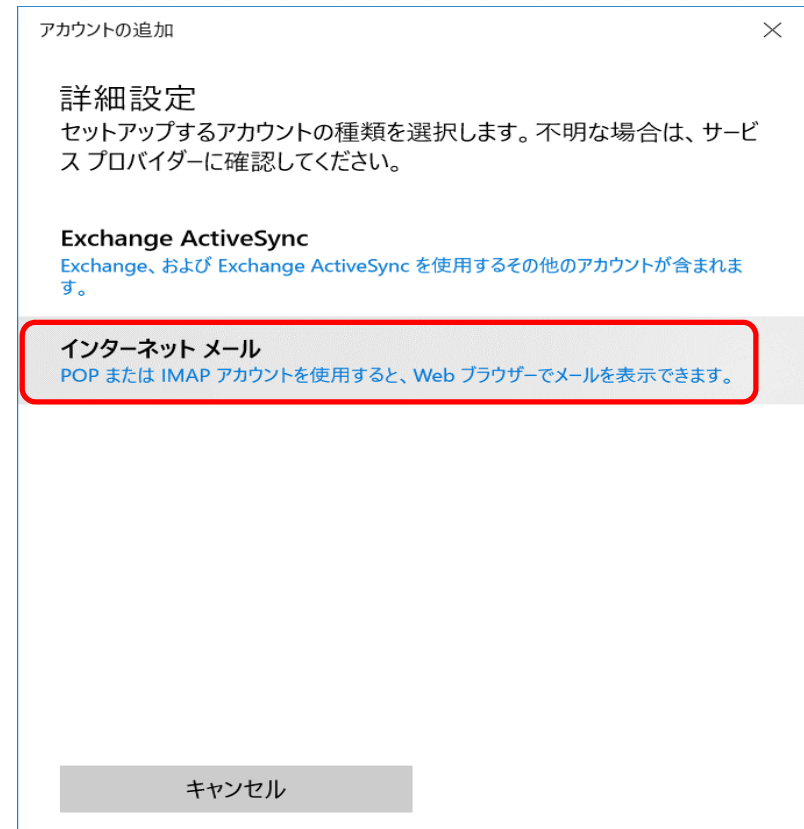 アカウントの追加
詳細設定
セットアップするアカウントの種類を選択します。不明な場合は、サービ
ス プロバイダーに確認してください。
Exchange ActiveSync
Exchange、および Exchange ActiveSync を使用するその他のアカウントが含まれま
す。
インターネット メール
POP または IMAP アカウントを使用すると、Web ブラウザーでメールを表示できます。
キャンセル